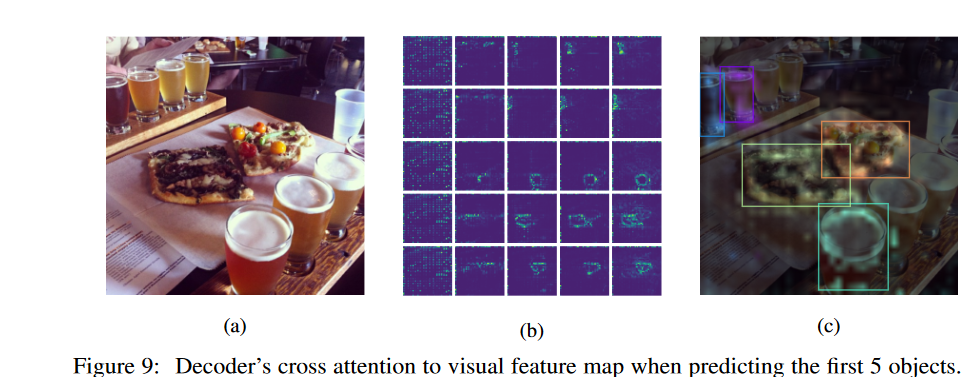 (a)
(b)
(c)
Figure 9: Decoder's cross attention to visual feature map when predicting the first 5 objects.